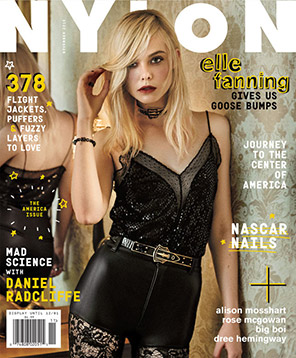 NYLON
elle
fanning
GIVES US
GOOSE BUMPS
378
FLIGHT
JACKETS,
PUFFERS
& FUZZY
LAYERS
TO LOVE
JOURNEY
TO THE
CENTER
OF
AMERICA
THE
AMERICA
ISSUE
NASCAR
NAILS
MAD
SCIENCE
WITH
DANIEL
RADCLIFFE
+
alison mosshart
rose mcgowan
big boi
dree hemingway